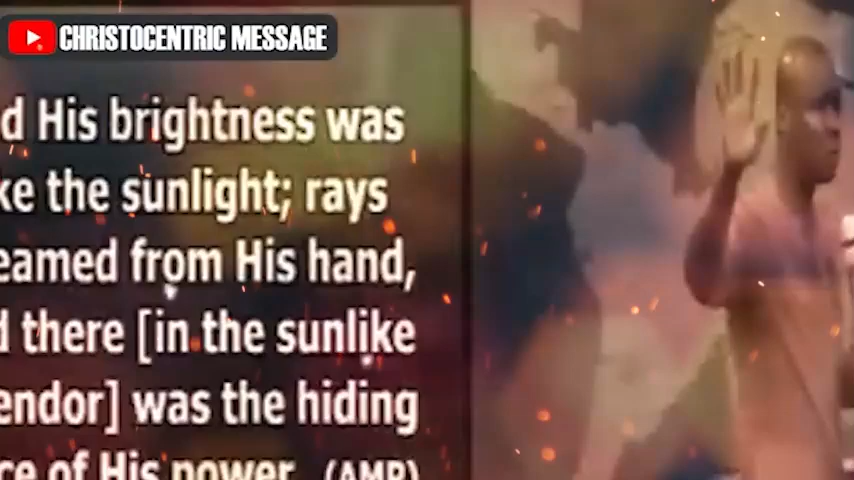 CHRISTOCENTRIC MESSAGE
d His brightness was
ke the sunlight; rays
eamed from His hand,
d there [in the sunlike
endor] was the hiding
ce of His power. (AMP)